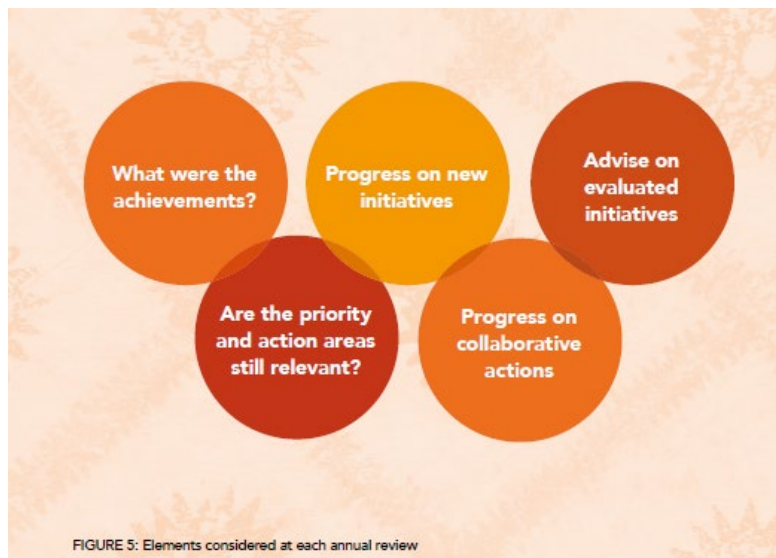 What were the
achievements?
Progress on new
initiatives
Advise on
evaluated
initiatives
Are the priority
and action areas
still relevant?
Progress on
collaborative
actions
FIGURE 5: Elements considered at each annual review